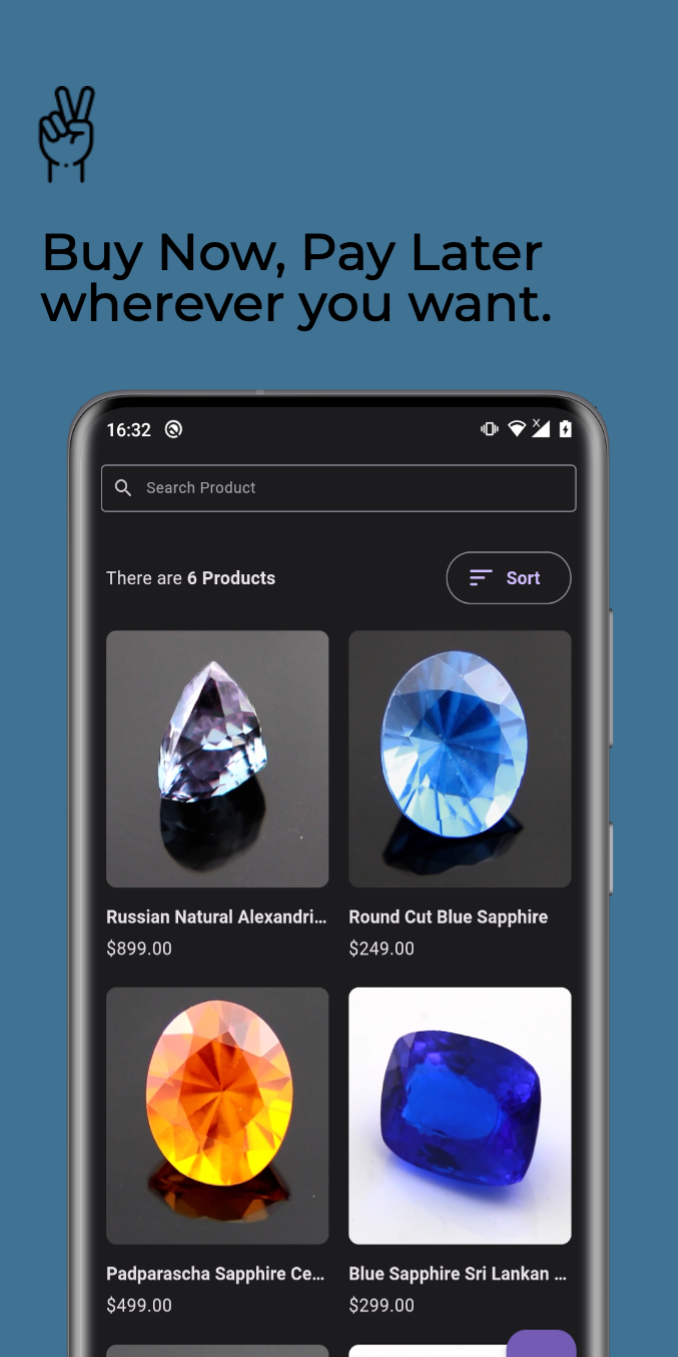 Buy Now, Pay Later
wherever you want.
16:32
Search Product
There are 6 Products
Sort
Russian Natural Alexandri...
Round Cut Blue Sapphire
$899.00
$249.00
Padparascha Sapphire Ce...
Blue Sapphire Sri Lankan ...
$499.00
$299.00